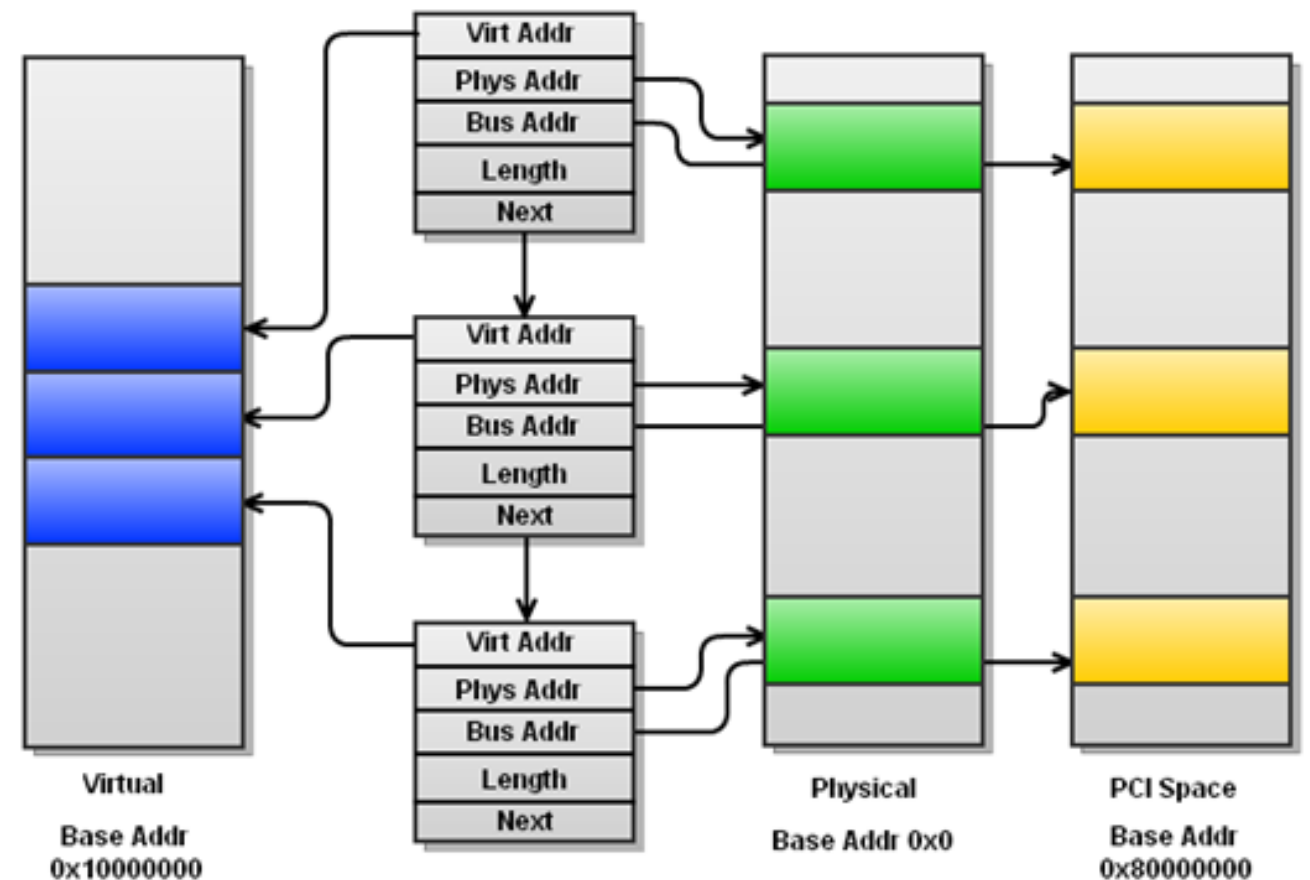 Virt Addr
Phys Addr
Bus Addr
Length
Next
Virt Addr
Phys Addr
Bus Addr
Length
Next
Virt Addr
Phys Addr
Bus Addr
Length
Next
Virtual
Base Addr
0x10000000
Physical
Base Addr 0x0
PCI Space
Base Addr
0x80000000